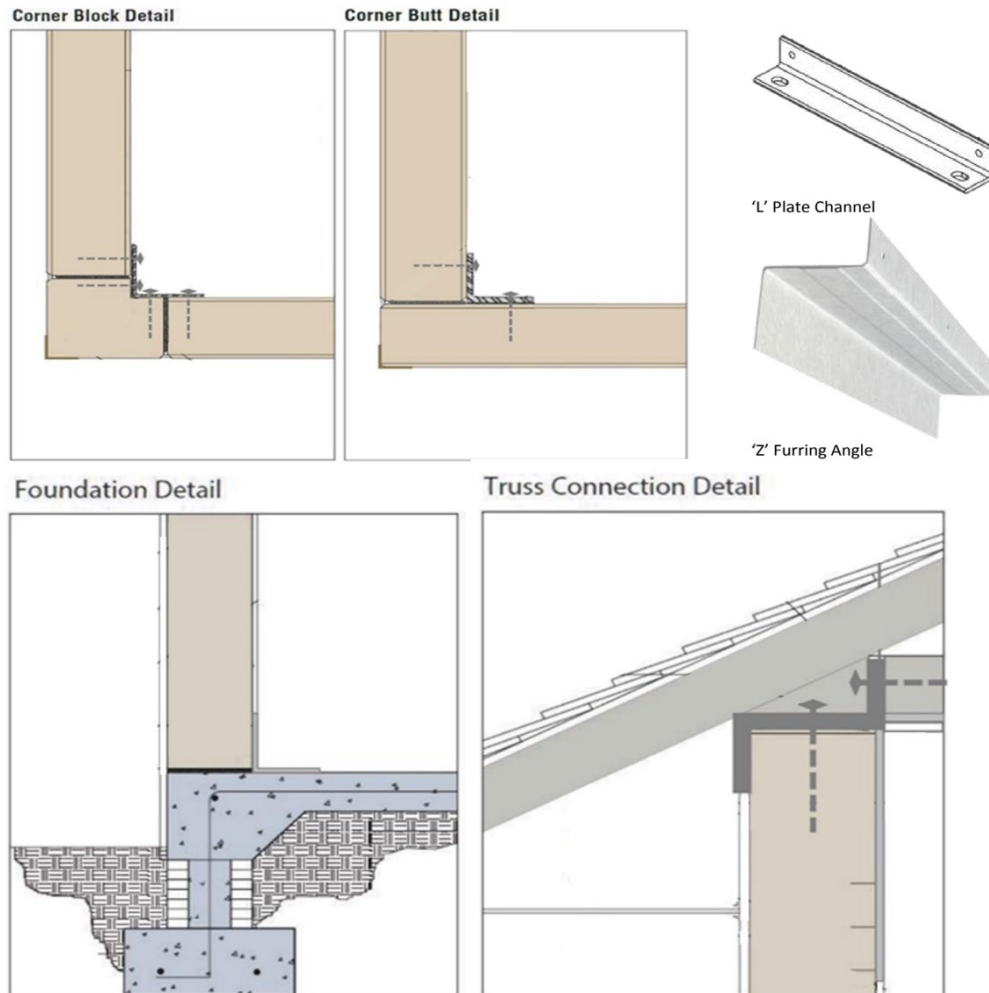 Corner Block Detail
Corner Butt Detail
‘L’ Plate Channel
‘Z’ Furring Angle
Foundation Detail
Truss Connection Detail